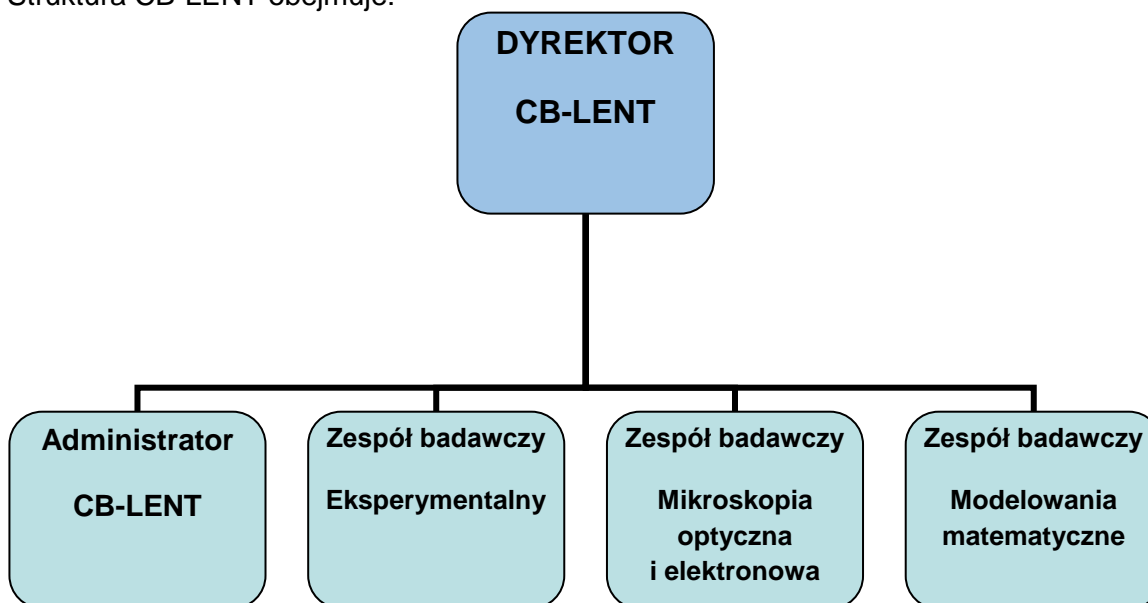 Struktura CB-LENT obejmuje:
DYREKTOR
CB-LENT
Administrator
CB-LENT
Zespół badawczy
Eksperymentalny
Zespół badawczy
Mikroskopia
optyczna
i elektronowa
Zespół badawczy
Modelowania
matematyczne